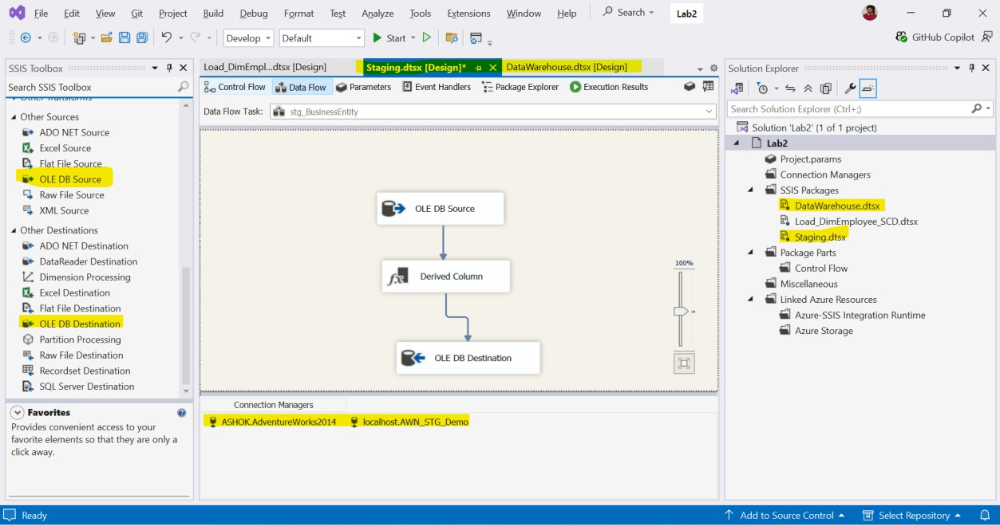 File Edit View Git Project Build Debug Format Test Analyze Tools Extensions Window Help Search Lab2
Develop Default Start GitHub Copilot
SSIS Toolbox
Search SSIS Toolbox
Other Transforms
Other Sources
ADO NET Source
Excel Source
Flat File Source
OLE DB Source
Raw File Source
XML Source
Other Destinations
ADO NET Destination
DataReader Destination
Dimension Processing
Excel Destination
Flat File Destination
OLE DB Destination
Partition Processing
Raw File Destination
Recordset Destination
SQL Server Destination
Favorites
Provides convenient access to your
favorite elements so that they are only a
click away.
Load_DimEmpl...dtsx [Design] Staging.dtsx [Design]* DataWarehouse.dtsx [Design]
Control Flow Data Flow Parameters Event Handlers Package Explorer Execution Results
Data Flow Task: stg_BusinessEntity
OLE DB Source
fx Derived Column
OLE DB Destination
100%
Connection Managers
ASHOK.AdventureWorks2014 localhost.AWN_STG_Demo
Solution Explorer
Search Solution Explorer (Ctrl+;)
Solution 'Lab2' (1 of 1 project)
Lab2
Project.params
Connection Managers
SSIS Packages
DataWarehouse.dtsx
Load_DimEmployee_SCD.dtsx
Staging.dtsx
Package Parts
Control Flow
Miscellaneous
Linked Azure Resources
Azure-SSIS Integration Runtime
Azure Storage
Ready Add to Source Control Select Repository